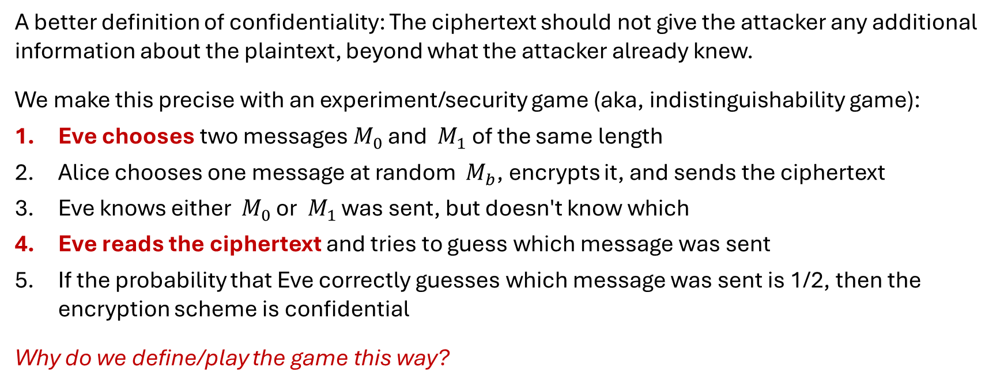 A better definition of confidentiality: The ciphertext should not give the attacker any additional
information about the plaintext, beyond what the attacker already knew.
We make this precise with an experiment/security game (aka, indistinguishability game):
1. Eve chooses two messages M₀ and M₁ of the same length
2. Alice chooses one message at random M_b, encrypts it, and sends the ciphertext
3. Eve knows either M₀ or M₁ was sent, but doesn't know which
4. Eve reads the ciphertext and tries to guess which message was sent
5. If the probability that Eve correctly guesses which message was sent is 1/2, then the
encryption scheme is confidential
Why do we define/play the game this way?